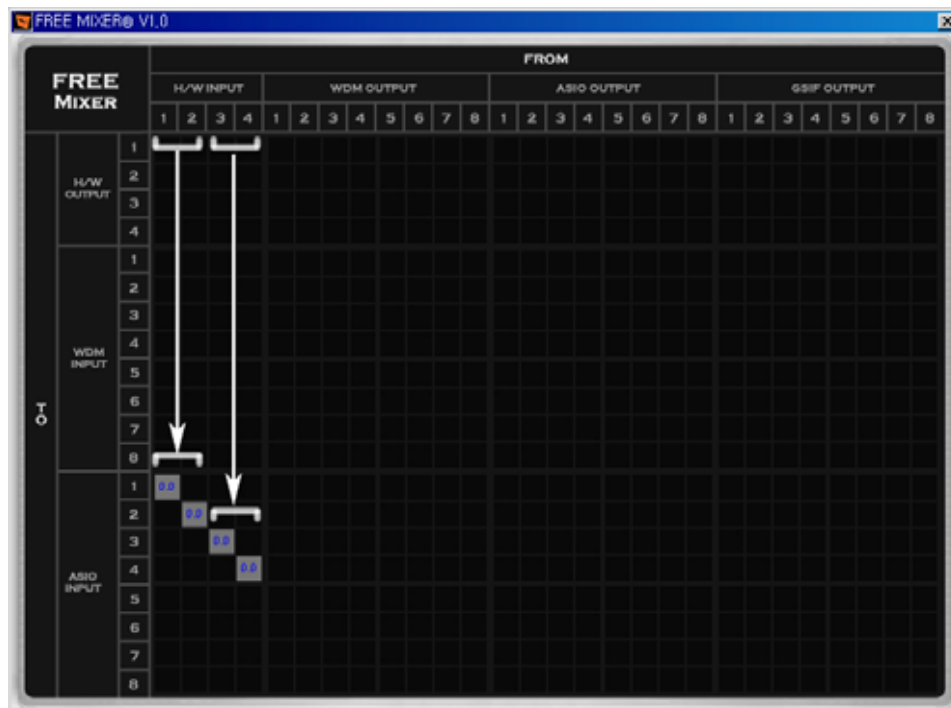 FREE MIXER® V1.0
FROM
FREE
MIXER
H/W INPUT WDM OUTPUT ASIO OUTPUT GSIF OUTPUT
1 2 3 4 1 2 3 4 5 6 7 8 1 2 3 4 5 6 7 8 1 2 3 4 5 6 7 8
TO
H/W
OUTPUT
1
2
3
4
WDM
INPUT
1
2
3
4
5
6
7
8
ASIO
INPUT
1 0.0
2 0.0
3 0.0
4 0.0
5
6
7
8